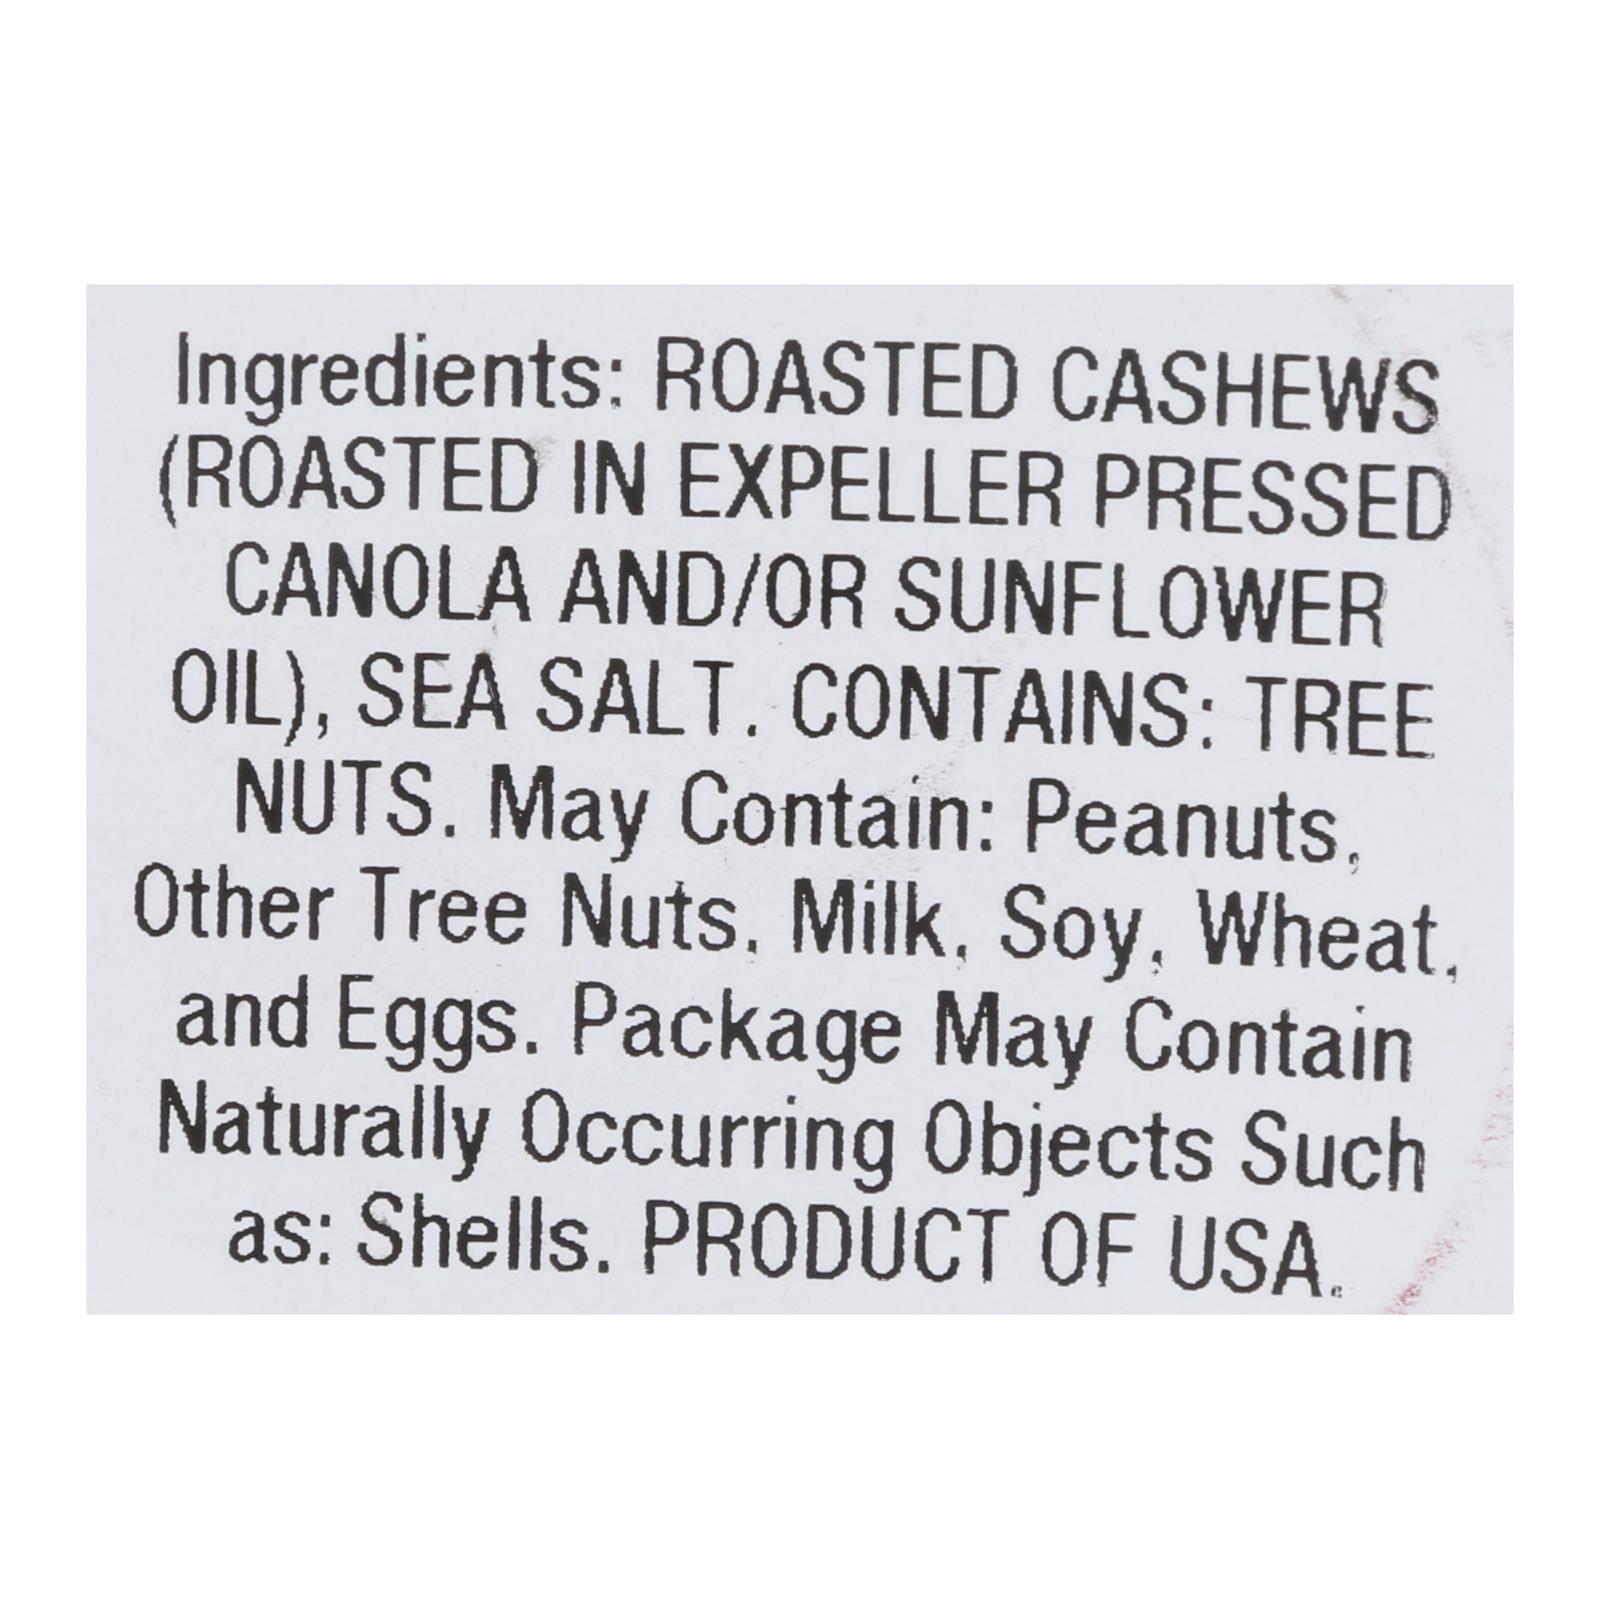 Ingredients: ROASTED CASHEWS
(ROASTED IN EXPELLER PRESSED
CANOLA AND/OR SUNFLOWER
OIL), SEA SALT. CONTAINS: TREE
NUTS. May Contain: Peanuts,
Other Tree Nuts, Milk, Soy, Wheat,
and Eggs. Package May Contain
Naturally Occurring Objects Such
as: Shells. PRODUCT OF USA.